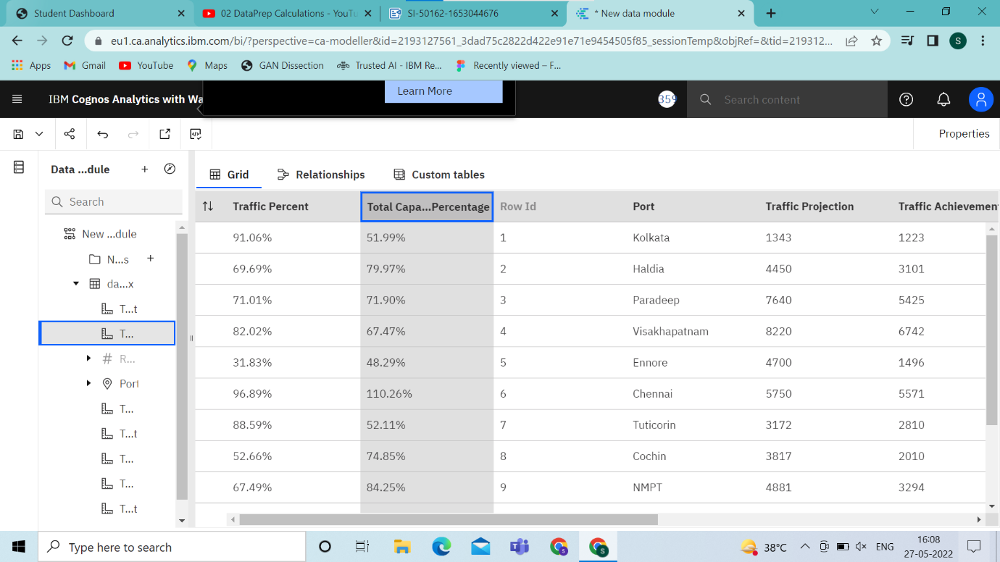 Student Dashboard
02 DataPrep Calculations - YouTu
SI-50162-1653044676
* New data module
eu1.ca.analytics.ibm.com/bi/?perspective=ca-modeller&id=2193127561_3dad75c2822d422e91e71e9454505f85_sessionTemp&objRef=&tid=219312...
S
Apps
Gmail
YouTube
Maps
GAN Dissection
Trusted AI - IBM Re...
Recently viewed – F...
IBM Cognos Analytics with Wa
Learn More
359
Search content
Properties
Data ...dule
Grid
Relationships
Custom tables
Search
New ...dule
N...s
da...x
T...t
T...
R...
Port
T...
T...t
T...
T...
T...t
Traffic Percent Total Capa...Percentage Row Id Port Traffic Projection Traffic Achievemen
91.06% 51.99% 1 Kolkata 1343 1223
69.69% 79.97% 2 Haldia 4450 3101
71.01% 71.90% 3 Paradeep 7640 5425
82.02% 67.47% 4 Visakhapatnam 8220 6742
31.83% 48.29% 5 Ennore 4700 1496
96.89% 110.26% 6 Chennai 5750 5571
88.59% 52.11% 7 Tuticorin 3172 2810
52.66% 74.85% 8 Cochin 3817 2010
67.49% 84.25% 9 NMPT 4881 3294
Type here to search
38°C
ENG
16:08
27-05-2022